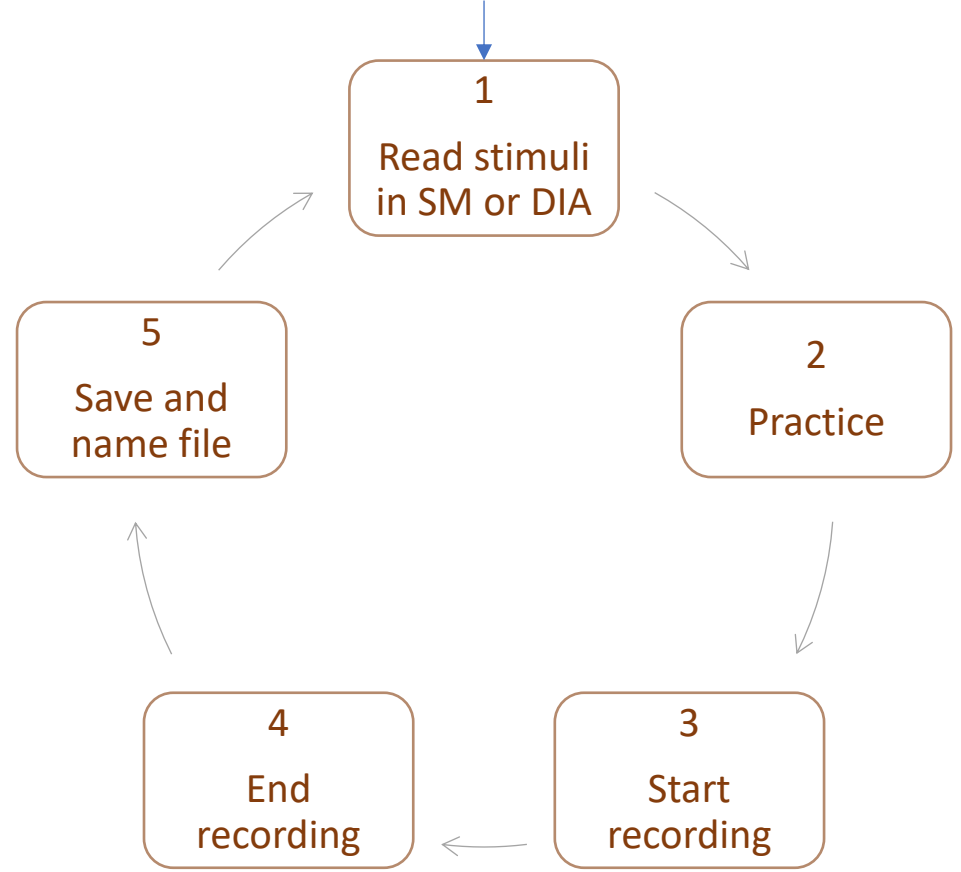 1
Read stimuli
in SM or DIA
2
Practice
3
Start
recording
4
End
recording
5
Save and
name file